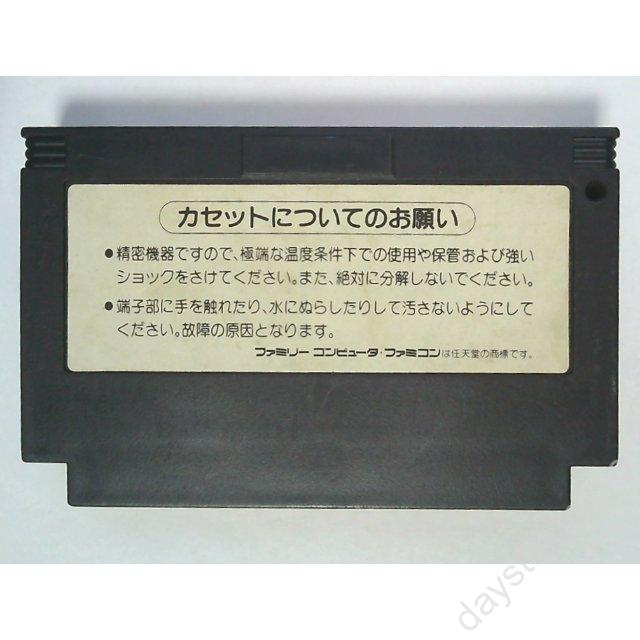 カセットについてのお願い
●精密機器ですので、極端な温度条件下での使用や保管および強い
ショックをさけてください。また、絶対に分解しないでください。
●端子部に手を触れたり、水にぬらしたりして汚さないようにして
ください。故障の原因となります。
ファミリー コンピュータ・ファミコンは任天堂の商標です。